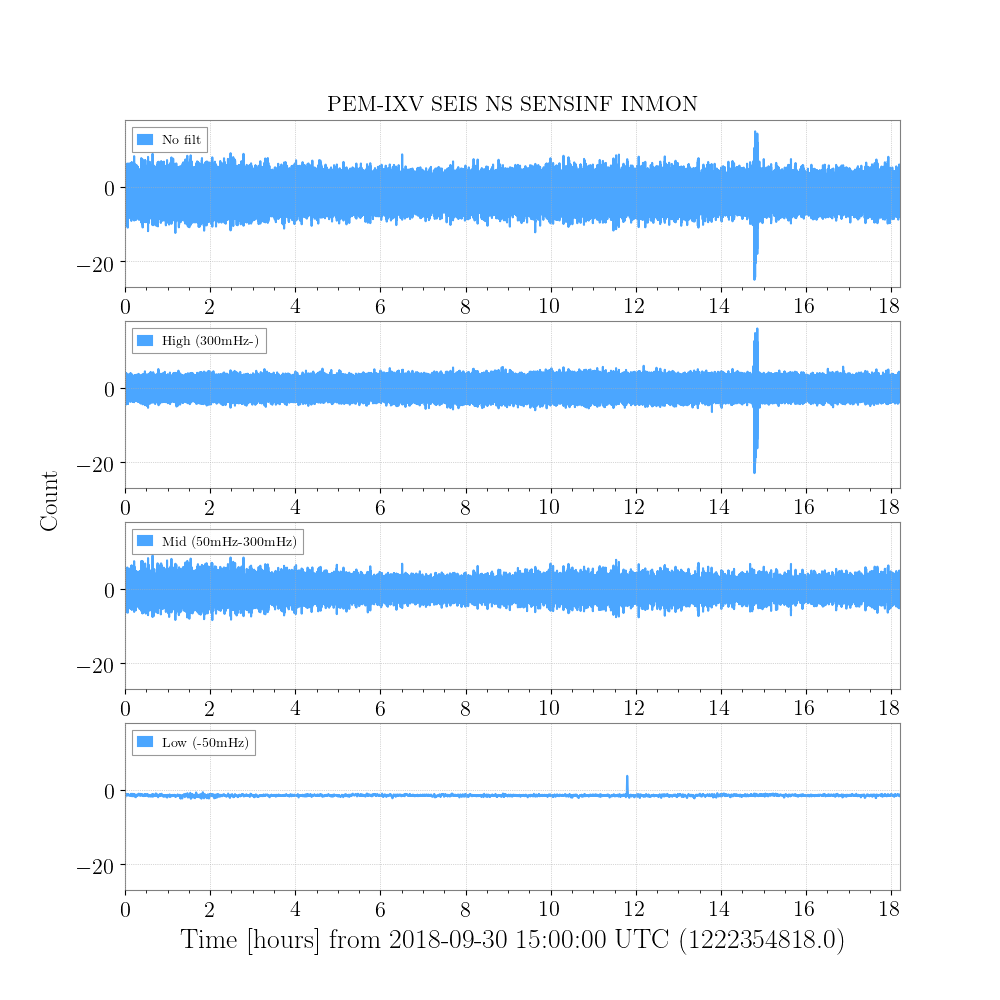 PEM-IXV SEIS NS SENSINF INMON
No filt
0
−20
0 2 4 6 8 10 12 14 16 18
High (300mHz-)
0
−20
0 2 4 6 8 10 12 14 16 18
Count
Mid (50mHz-300mHz)
0
−20
0 2 4 6 8 10 12 14 16 18
Low (-50mHz)
0
−20
0 2 4 6 8 10 12 14 16 18
Time [hours] from 2018-09-30 15:00:00 UTC (1222354818.0)